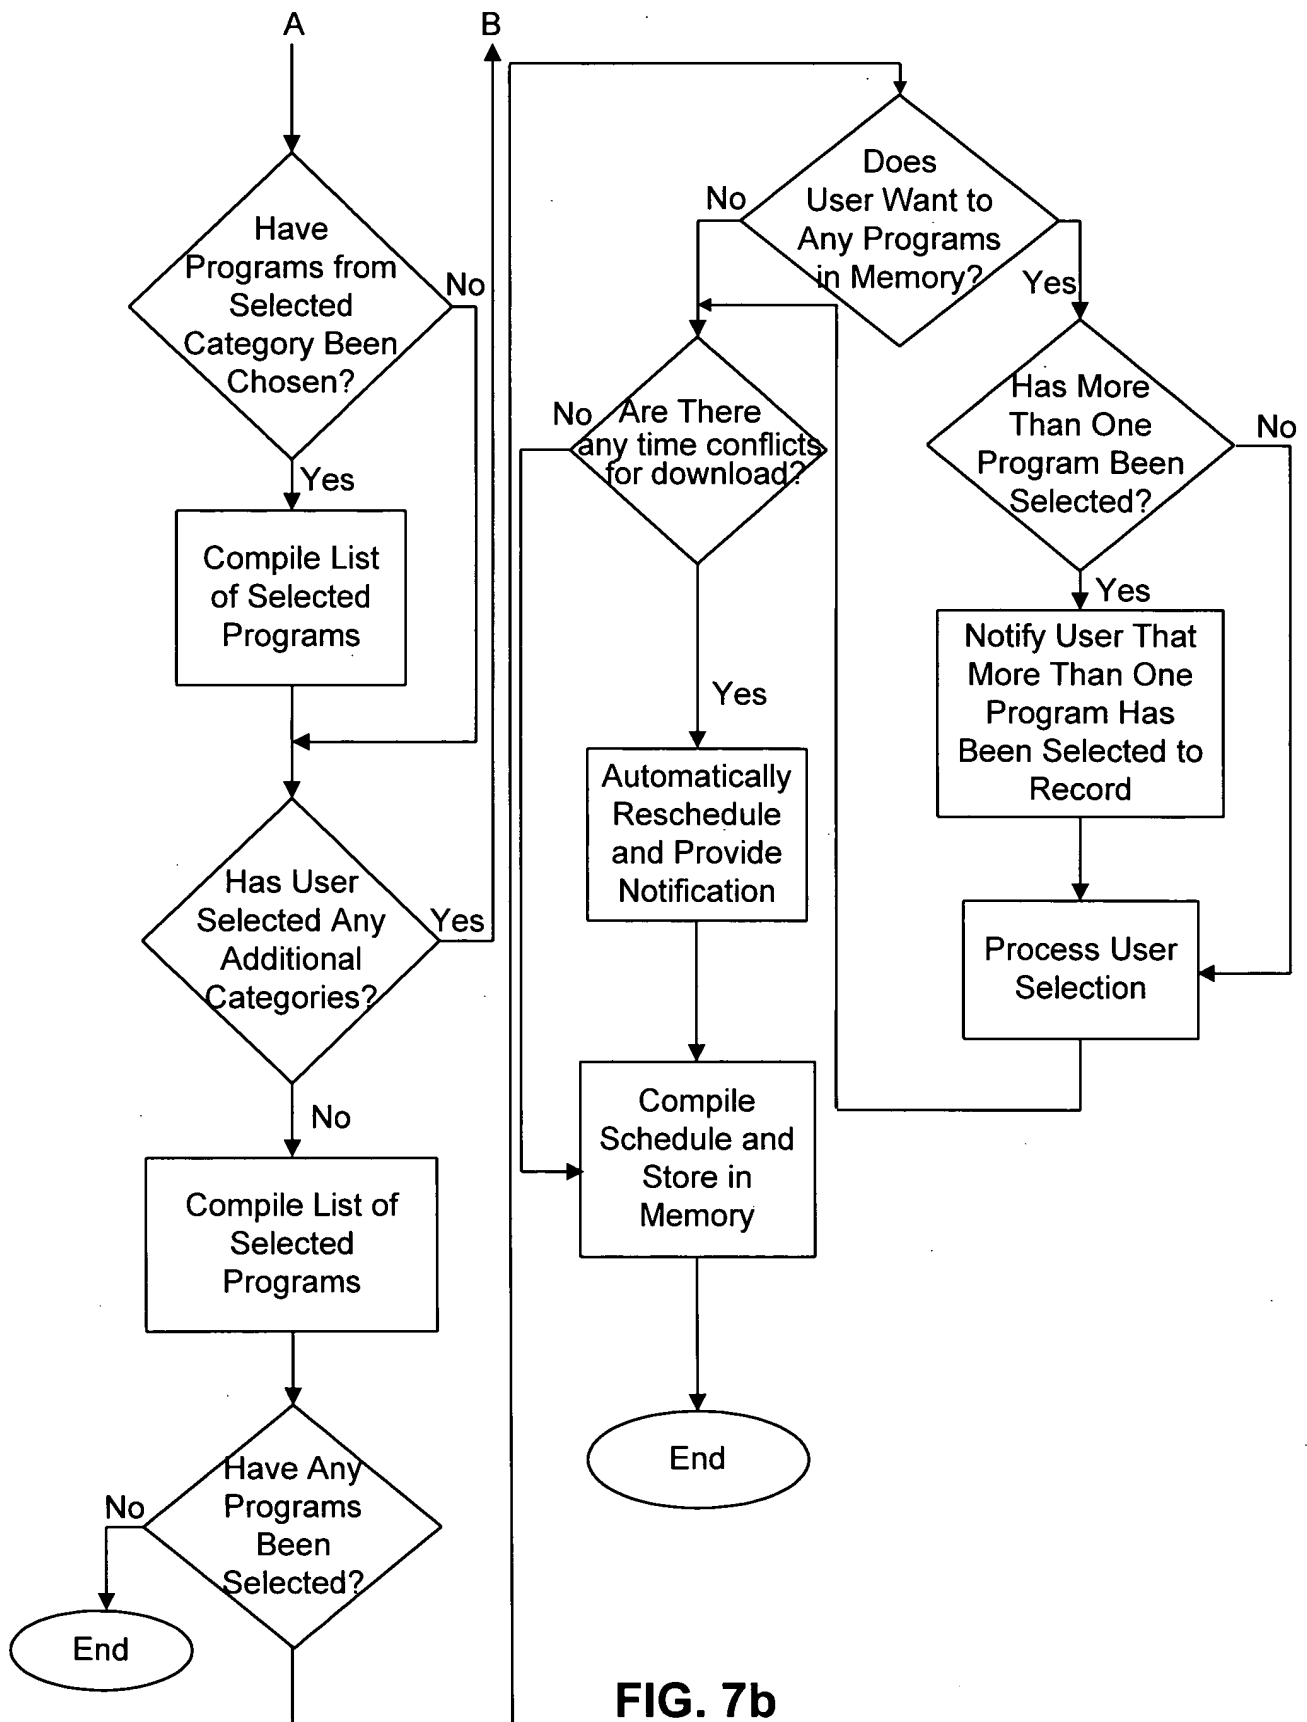 A
B
Have
Programs from
Selected
Category Been
Chosen?
No
Yes
Compile List
of Selected
Programs
Has User
Selected Any
Additional
Categories?
Yes
No
Compile List of
Selected
Programs
Have Any
Programs
Been
Selected?
No
End
Does
User Want to
Any Programs
in Memory?
No
Yes
Are There
any time conflicts
for download?
No
Yes
Automatically
Reschedule
and Provide
Notification
Compile
Schedule and
Store in
Memory
End
Has More
Than One
Program Been
Selected?
No
Yes
Notify User That
More Than One
Program Has
Been Selected to
Record
Process User
Selection
FIG. 7b